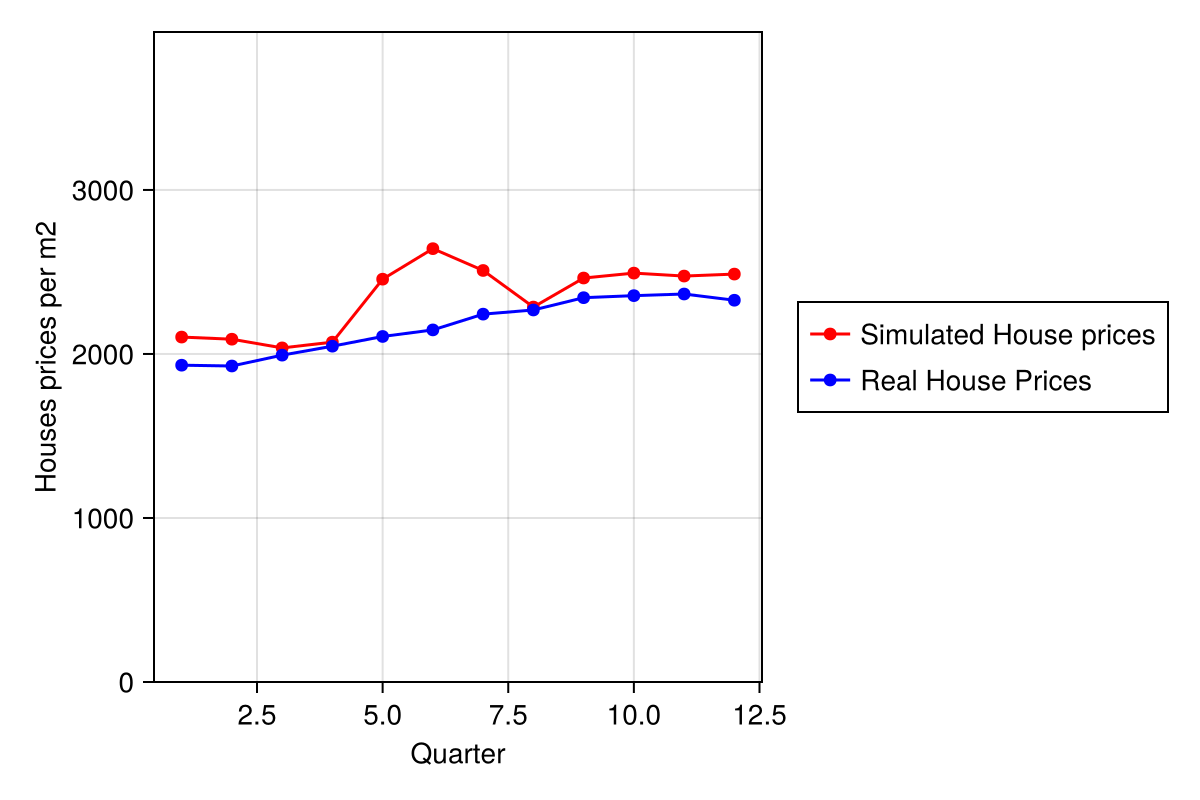 Houses prices per m2
3000
2000
1000
0
2.5 5.0 7.5 10.0 12.5
Quarter
Simulated House prices
Real House Prices